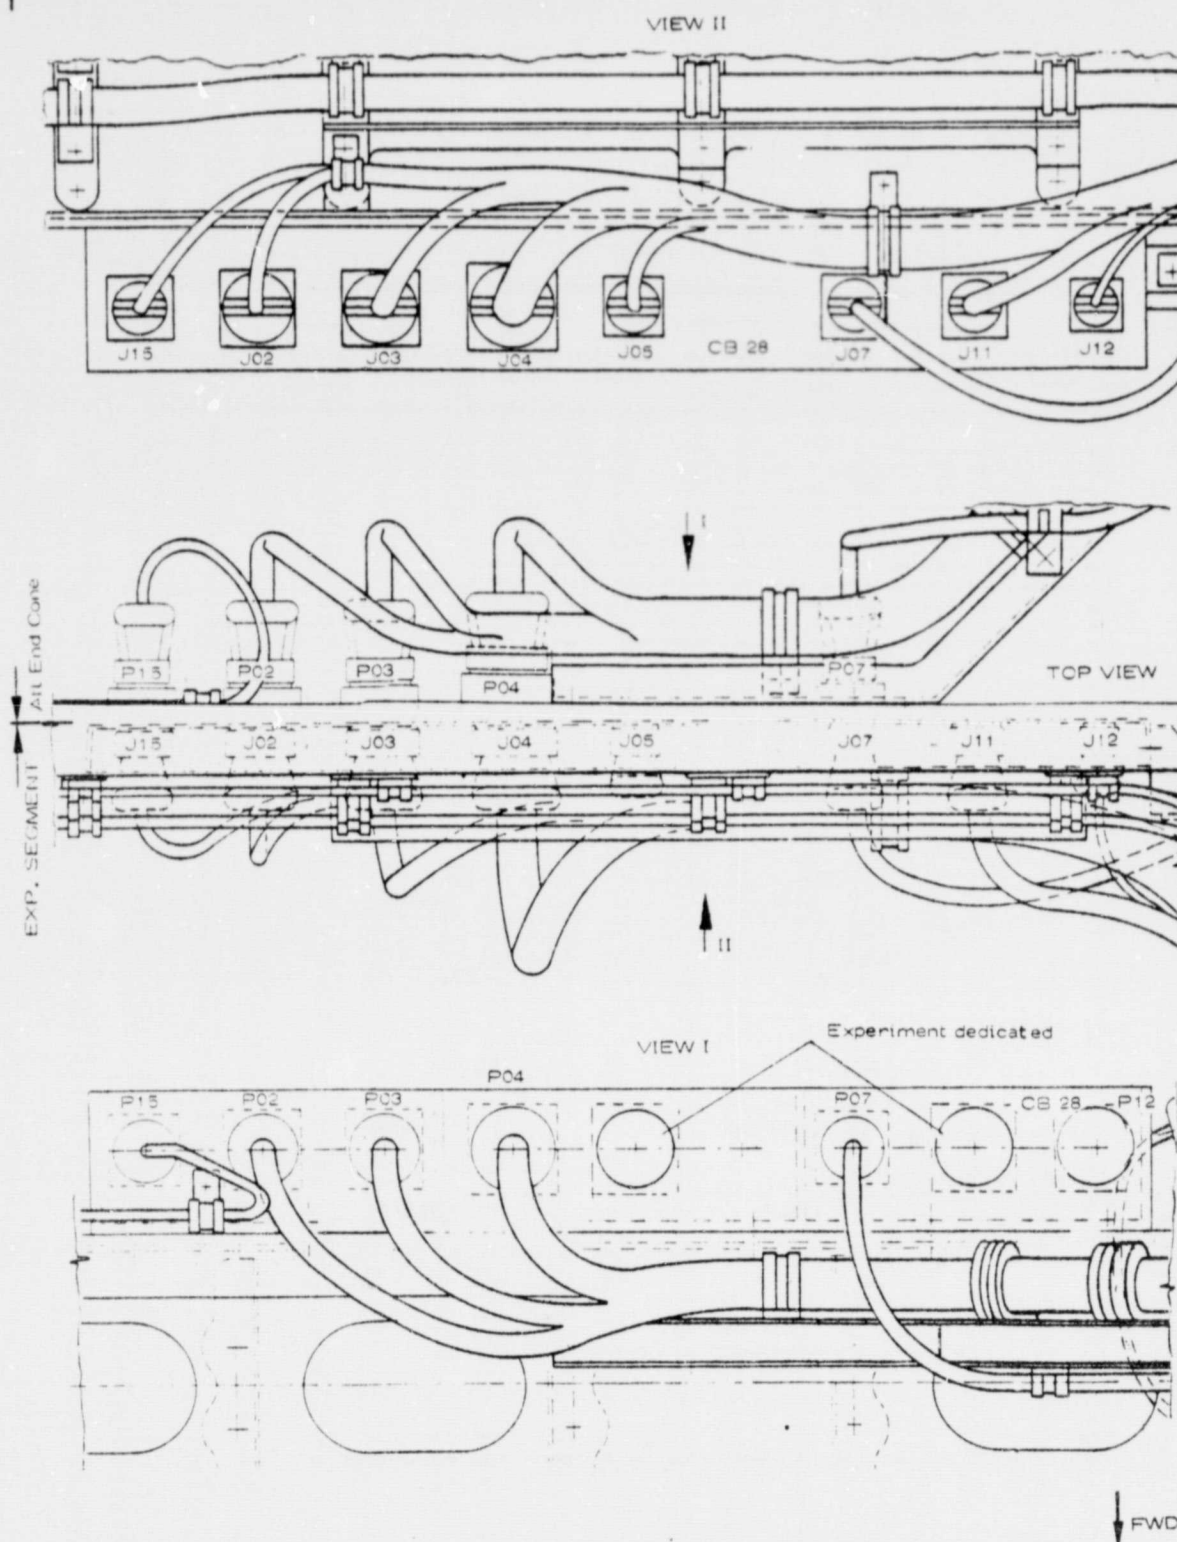 VIEW II
J15 J02 J03 J04 J05 CB 28 J07 J11 J12
I
Aft End Cone
EXP. SEGMENT
P15 P02 P03 P04 P07
TOP VIEW
J15 J02 J03 J04 J05 J07 J11 J12
II
VIEW I
Experiment dedicated
P15 P02 P03 P04 P07 CB 28 P12
FWD